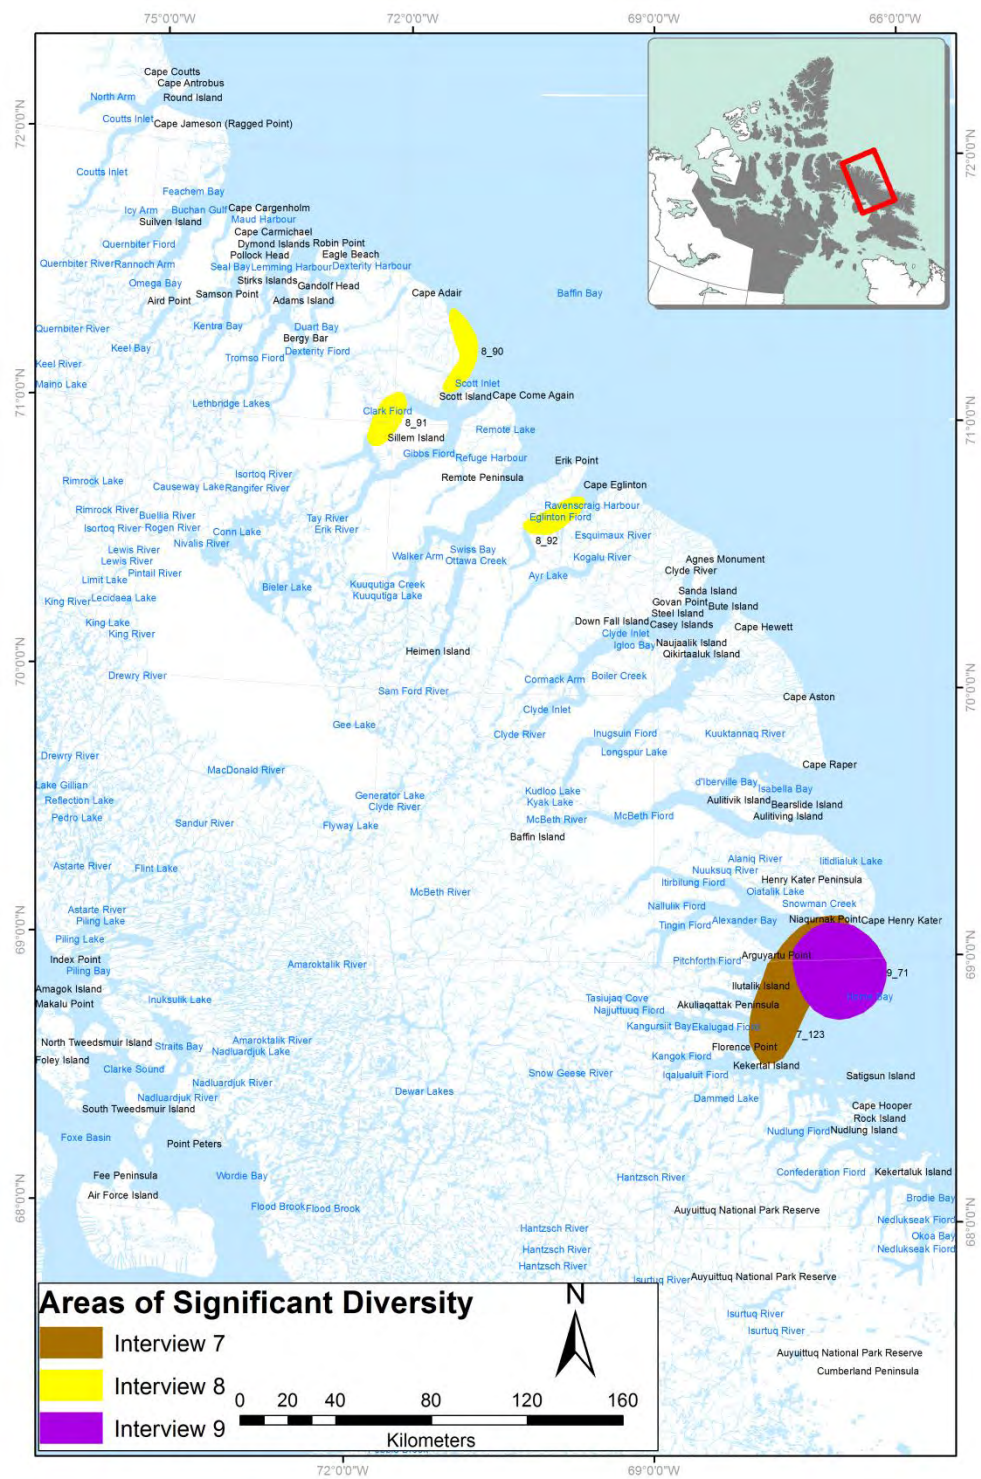 75°0'0"W
72°0'0"W
69°0'0"W
66°0'0"W
72°0'0"N
72°0'0"N
Cape Coutts
Cape Antrobus
North Arm
Round Island
Coutts Inlet
Cape Jameson (Ragged Point)
Coutts Inlet
Feachem Bay
Icy Arm
Buchan Gulf
Cape Cargenholm
Suilven Island
Maud Harbour
Cape Carmichael
Quernbiter Fiord
Dymond Islands
Robin Point
Pollock Head
Eagle Beach
Quernbiter River
Rannoch Arm
Seal Bay
Lemming Harbour
Dexterity Harbour
Omega Bay
Stirks Islands
Gandolf Head
Samson Point
Aird Point
Adams Island
Cape Adair
Baffin Bay
Quernbiter River
Kentra Bay
Duart Bay
Bergy Bar
Keel Bay
Dexterity Fiord
8_90
Tromso Fiord
Keel River
Maino Lake
Scott Inlet
71°0'0"N
71°0'0"N
Scott Island
Cape Come Again
Lethbridge Lakes
Clark Fiord
8_91
Remote Lake
Sillem Island
Gibbs Fiord
Refuge Harbour
Erik Point
Isortoq River
Remote Peninsula
Rimrock Lake
Causeway Lake
Rangifer River
Cape Eglinton
Rimrock River
Ravenscraig Harbour
Buellia River
Tay River
Eglinton Fiord
Isortoq River
Rogen River
Conn Lake
Erik River
Esquimaux River
Nivalis River
8_92
Lewis River
Swiss Bay
Walker Arm
Kogalu River
Lewis River
Ottawa Creek
Agnes Monument
Pintail River
Clyde River
Limit Lake
Ayr Lake
Bieler Lake
Kuuqutiga Creek
Sanda Island
King River
Lecidaea Lake
Kuuqutiga Lake
Govan Point
Bute Island
Steel Island
King Lake
Down Fall Island
Casey Islands
Cape Hewett
King River
Clyde Inlet
Igloo Bay
Naujaalik Island
Heimen Island
Qikirtaaluk Island
70°0'0"N
70°0'0"N
Drewry River
Cormack Arm
Boiler Creek
Sam Ford River
Cape Aston
Clyde Inlet
Gee Lake
Clyde River
Inugsuin Fiord
Kuuktannaq River
Drewry River
Longspur Lake
MacDonald River
Cape Raper
Lake Gillian
d'Iberville Bay
Isabella Bay
Reflection Lake
Generator Lake
Kudloo Lake
Aulitivik Island
Clyde River
Kyak Lake
Bearslide Island
Pedro Lake
Sandur River
Flyway Lake
McBeth River
McBeth Fiord
Aulitiving Island
Baffin Island
Astarte River
Flint Lake
Alaniq River
Iitidlialuk Lake
Nuuksuq River
McBeth River
Itirbilung Fiord
Henry Kater Peninsula
Oiatalik Lake
Astarte River
Nallulik Fiord
Snowman Creek
Piling Lake
Tingin Fiord
Alexander Bay
Niaqurnak Point
Cape Henry Kater
69°0'0"N
69°0'0"N
Piling Lake
Index Point
Amaroktalik River
Pitchforth Fiord
Arguyartu Point
Piling Bay
9_71
Amagok Island
Ilutalik Island
Makalu Point
Inuksulik Lake
Tasiujaq Cove
Akuliaqattak Peninsula
Najjuttuuq Fiord
Kangursiit Bay
Ekalugad Fiord
7_123
North Tweedsmuir Island
Straits Bay
Amaroktalik River
Florence Point
Foley Island
Nadluardjuk Lake
Kangok Fiord
Kekertal Island
Clarke Sound
Snow Geese River
Iqalualuit Fiord
Satigsun Island
Nadluardjuk River
Dewar Lakes
Dammed Lake
Nadluardjuk River
South Tweedsmuir Island
Cape Hooper
Rock Island
Foxe Basin
Point Peters
Nudlung Fiord
Nudlung Island
Fee Peninsula
Wordie Bay
Hantzsch River
Confederation Fiord
Kekertaluk Island
Air Force Island
68°0'0"N
68°0'0"N
Brodie Bay
Flood Brook
Flood Brook
Auyuittuq National Park Reserve
Nedlukseak Fiord
Hantzsch River
Okoa Bay
Hantzsch River
Nedlukseak Fiord
Hantzsch River
Isurtuq River
Auyuittuq National Park Reserve
Isurtuq River
Isurtuq River
Auyuittuq National Park Reserve
Cumberland Peninsula
Areas of Significant Diversity
N
Interview 7
Interview 8
Interview 9
0 20 40 80 120 160
Kilometers
72°0'0"W
69°0'0"W